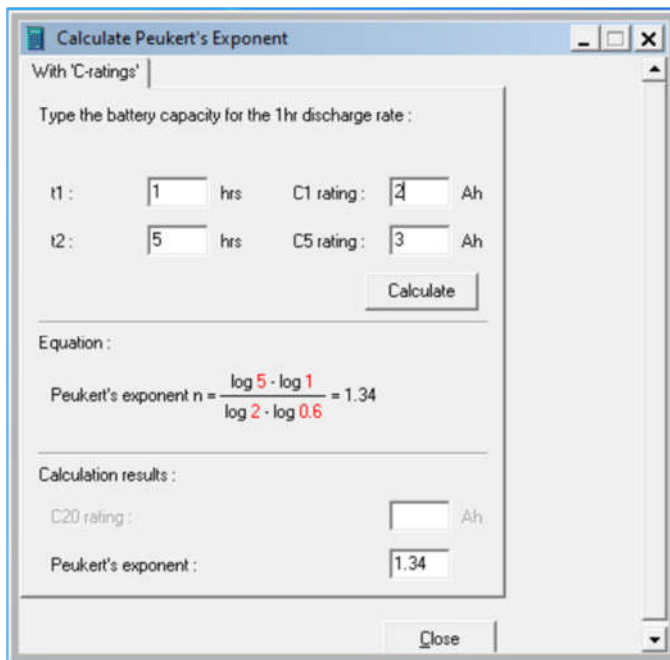 Calculate Peukert's Exponent
With 'C-ratings'
Type the battery capacity for the 1hr discharge rate :
t1 : 1 hrs C1 rating : 2 Ah
t2 : 5 hrs C5 rating : 3 Ah
Calculate
Equation :
log 5 - log 1
Peukert's exponent n = = 1.34
log 2 - log 0.6
Calculation results :
C20 rating : Ah
Peukert's exponent : 1.34
Close